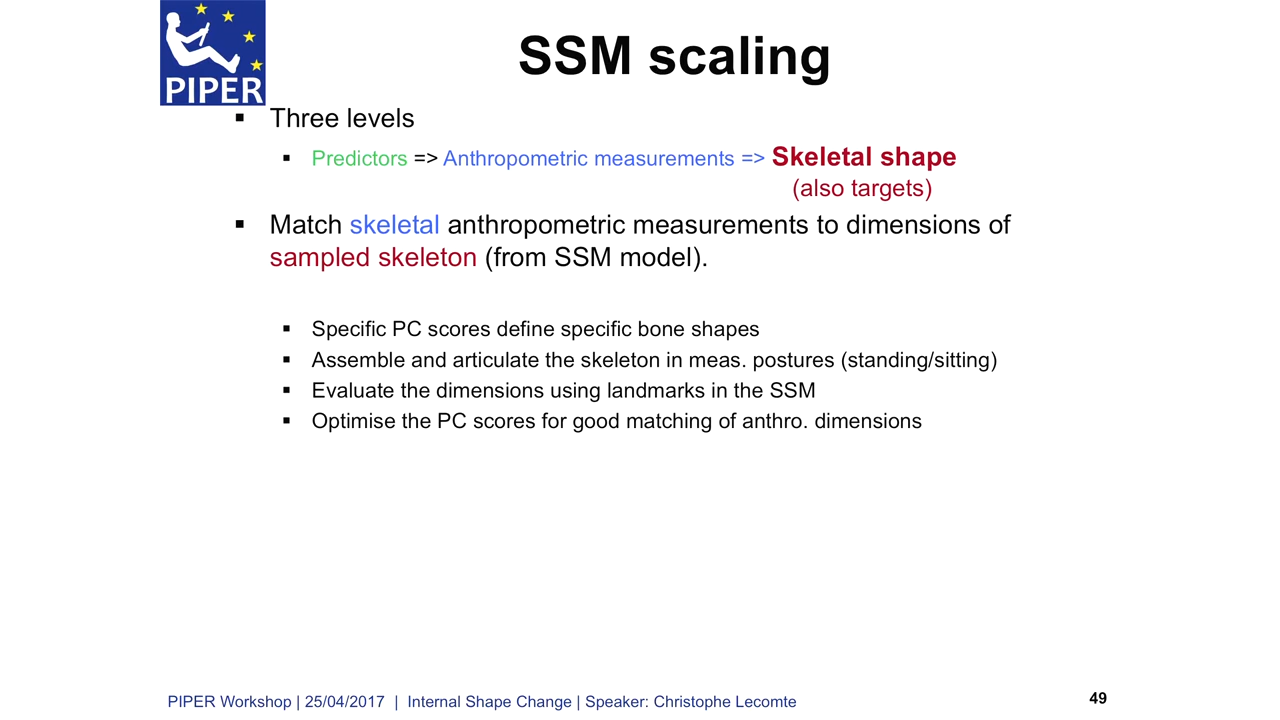 PIPER
SSM scaling
▪ Three levels
▪ Predictors => Anthropometric measurements => Skeletal shape
(also targets)
▪ Match skeletal anthropometric measurements to dimensions of
sampled skeleton (from SSM model).
▪ Specific PC scores define specific bone shapes
▪ Assemble and articulate the skeleton in meas. postures (standing/sitting)
▪ Evaluate the dimensions using landmarks in the SSM
▪ Optimise the PC scores for good matching of anthro. dimensions
PIPER Workshop | 25/04/2017 | Internal Shape Change | Speaker: Christophe Lecomte
49